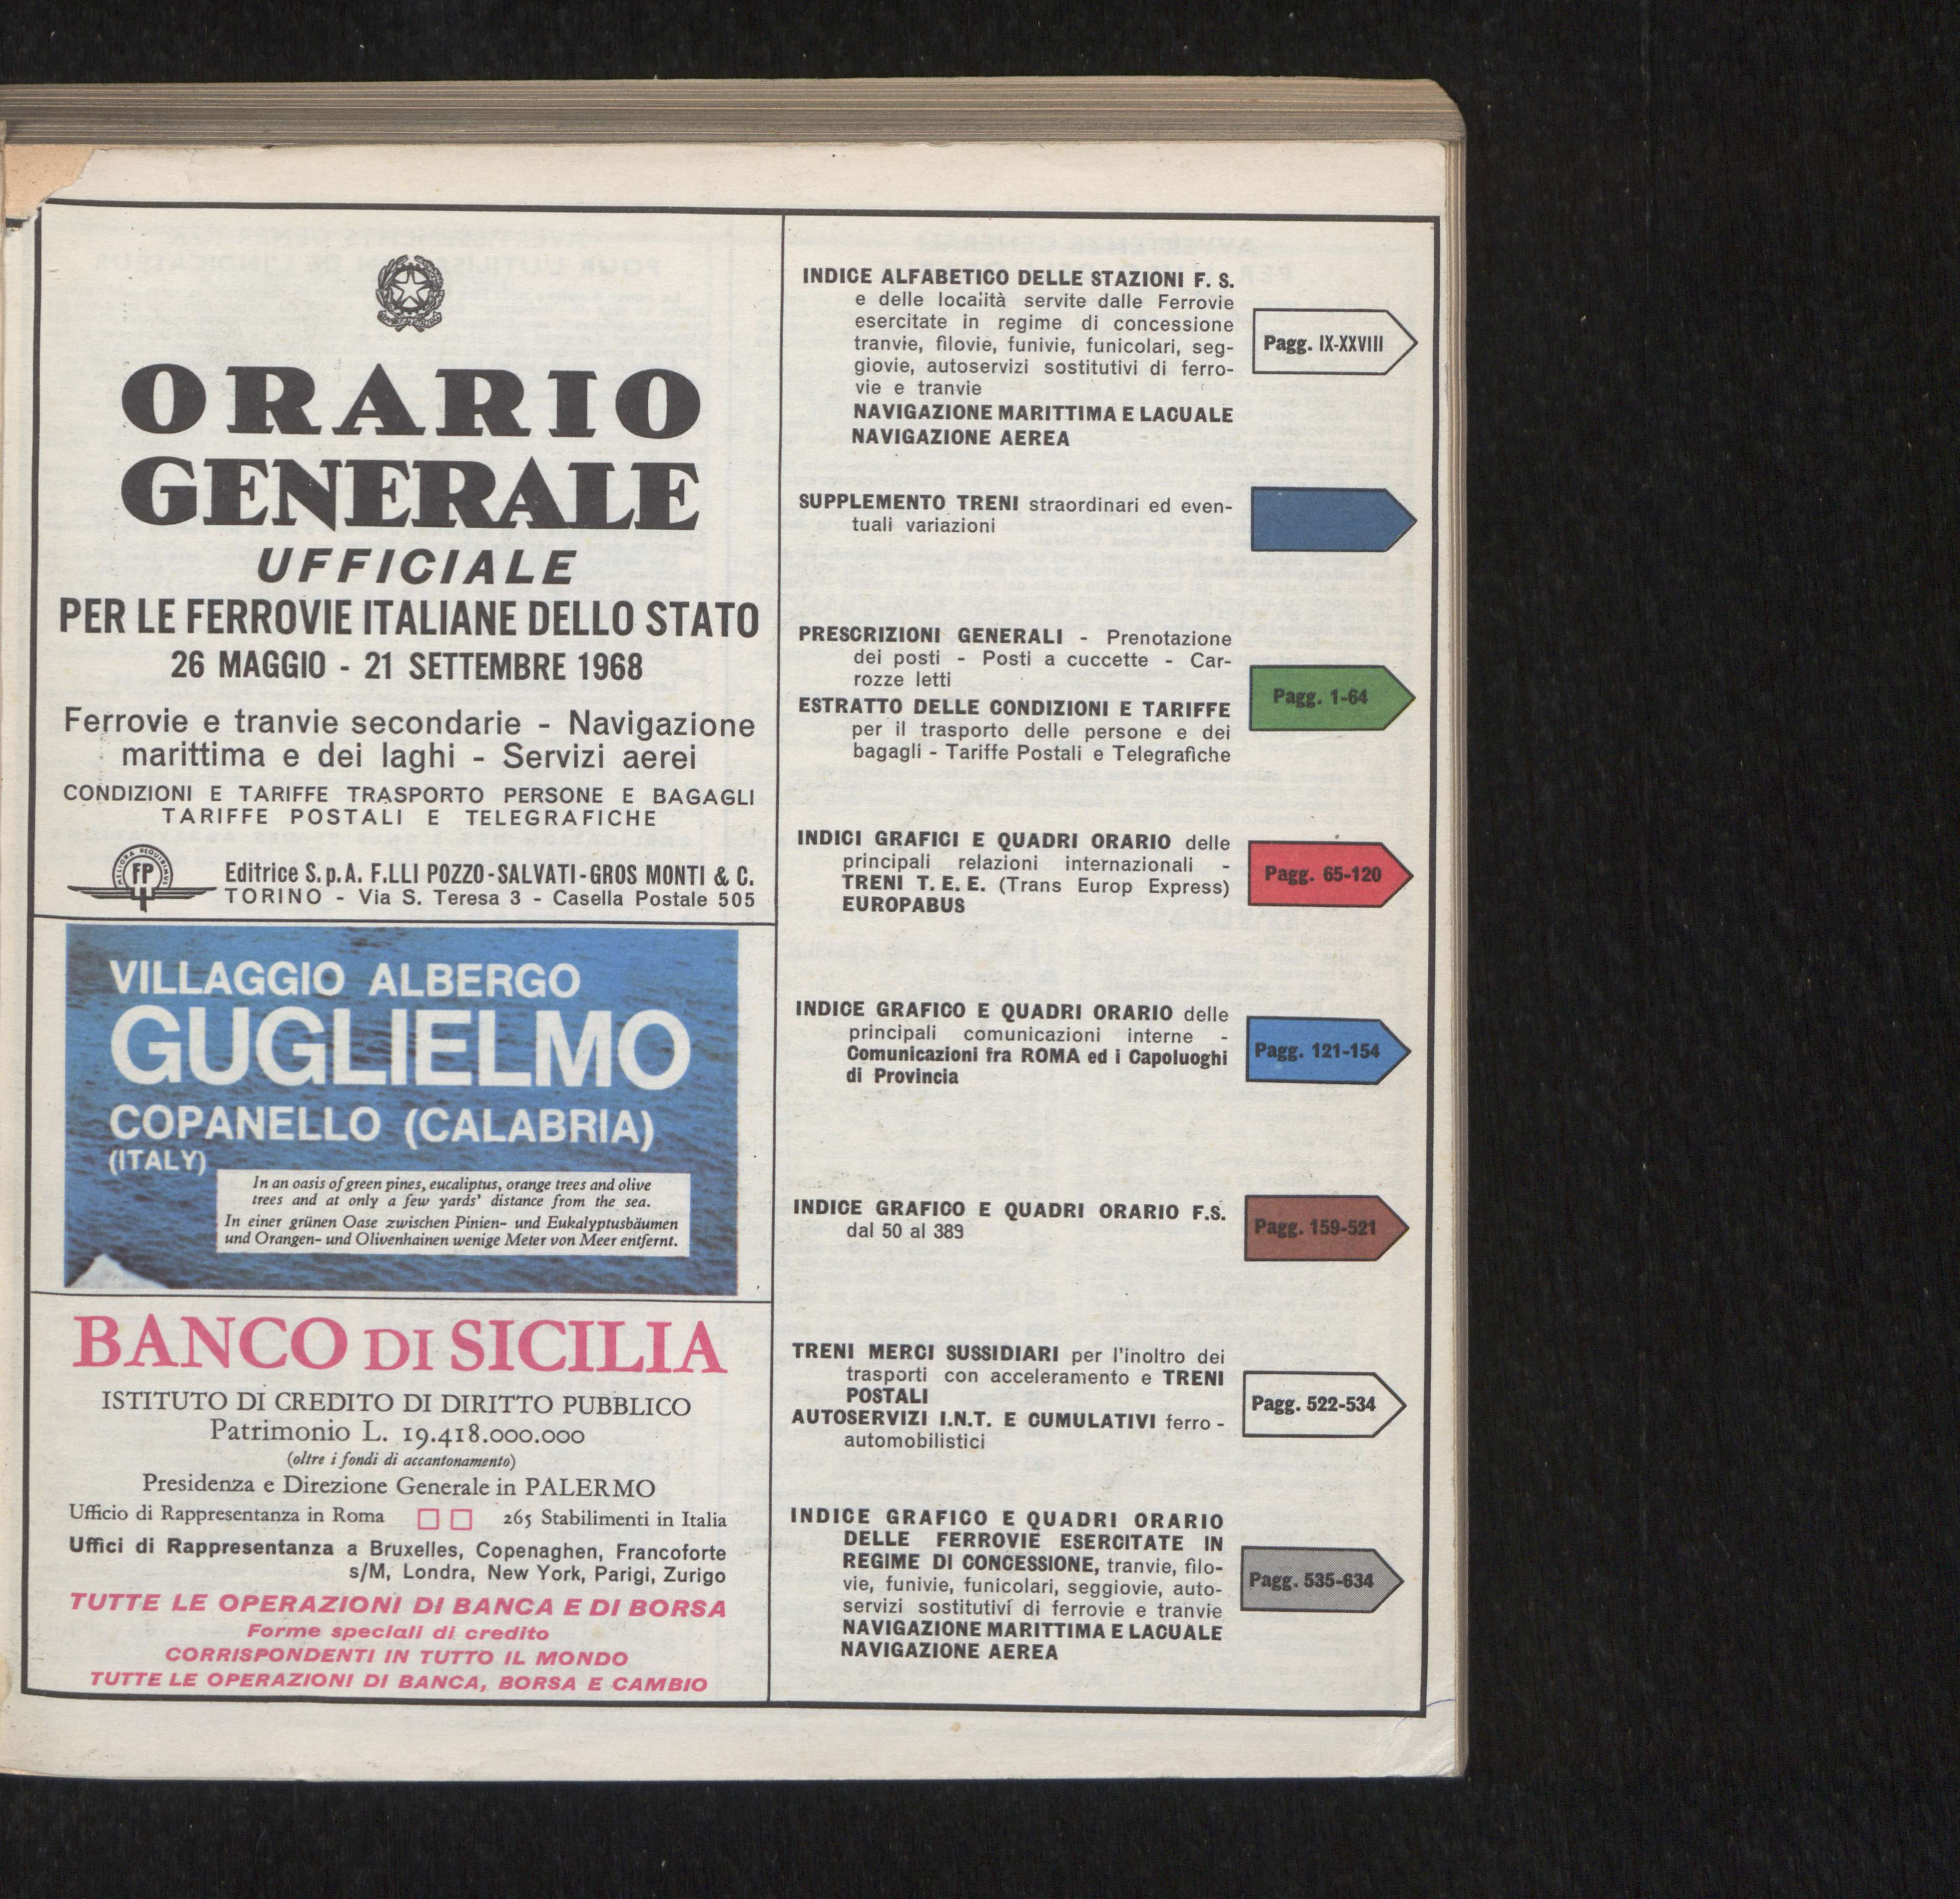 ORARIO
GENERALE
UFFICIALE
PER LE FERROVIE ITALIANE DELLO STATO
26 MAGGIO - 21 SETTEMBRE 1968
Ferrovie e tranvie secondarie - Navigazione
marittima e dei laghi - Servizi aerei
CONDIZIONI E TARIFFE TRASPORTO PERSONE E BAGAGLI
TARIFFE POSTALI E TELEGRAFICHE
FP
Editrice S.p.A. F.LLI POZZO-SALVATI-GROS MONTI & C.
TORINO - Via S. Teresa 3 - Casella Postale 505
VILLAGGIO ALBERGO
GUGLIELMO
COPANELLO (CALABRIA)
(ITALY)
In an oasis of green pines, eucaliptus, orange trees and olive
trees and at only a few yards' distance from the sea.
In einer grünen Oase zwischen Pinien- und Eukalyptusbäumen
und Orangen- und Olivenhainen wenige Meter von Meer entfernt.
BANCO DI SICILIA
ISTITUTO DI CREDITO DI DIRITTO PUBBLICO
Patrimonio L. 19.418.000.000
(oltre i fondi di accantonamento)
Presidenza e Direzione Generale in PALERMO
Ufficio di Rappresentanza in Roma 265 Stabilimenti in Italia
Uffici di Rappresentanza a Bruxelles, Copenaghen, Francoforte
s/M, Londra, New York, Parigi, Zurigo
TUTTE LE OPERAZIONI DI BANCA E DI BORSA
Forme speciali di credito
CORRISPONDENTI IN TUTTO IL MONDO
TUTTE LE OPERAZIONI DI BANCA, BORSA E CAMBIO
INDICE ALFABETICO DELLE STAZIONI F. S.
e delle località servite dalle Ferrovie
esercitate in regime di concessione
tranvie, filovie, funivie, funicolari, seg-
giovie, autoservizi sostitutivi di ferro-
vie e tranvie
NAVIGAZIONE MARITTIMA E LACUALE
NAVIGAZIONE AEREA
Pagg. IX-XXVIII
SUPPLEMENTO TRENI straordinari ed even-
tuali variazioni
PRESCRIZIONI GENERALI - Prenotazione
dei posti - Posti a cuccette - Car-
rozze letti
ESTRATTO DELLE CONDIZIONI E TARIFFE
per il trasporto delle persone e dei
bagagli - Tariffe Postali e Telegrafiche
Pagg. 1-64
INDICI GRAFICI E QUADRI ORARIO delle
principali relazioni internazionali -
TRENI T. E. E. (Trans Europ Express)
EUROPABUS
Pagg. 65-120
INDICE GRAFICO E QUADRI ORARIO delle
principali comunicazioni interne -
Comunicazioni fra ROMA ed i Capoluoghi
di Provincia
Pagg. 121-154
INDICE GRAFICO E QUADRI ORARIO F.S.
dal 50 al 389
Pagg. 159-521
TRENI MERCI SUSSIDIARI per l'inoltro dei
trasporti con acceleramento e TRENI
POSTALI
AUTOSERVIZI I.N.T. E CUMULATIVI ferro -
automobilistici
Pagg. 522-534
INDICE GRAFICO E QUADRI ORARIO
DELLE FERROVIE ESERCITATE IN
REGIME DI CONCESSIONE, tranvie, filo-
vie, funivie, funicolari, seggiovie, auto-
servizi sostitutivi di ferrovie e tranvie
NAVIGAZIONE MARITTIMA E LACUALE
NAVIGAZIONE AEREA
Pagg. 535-634